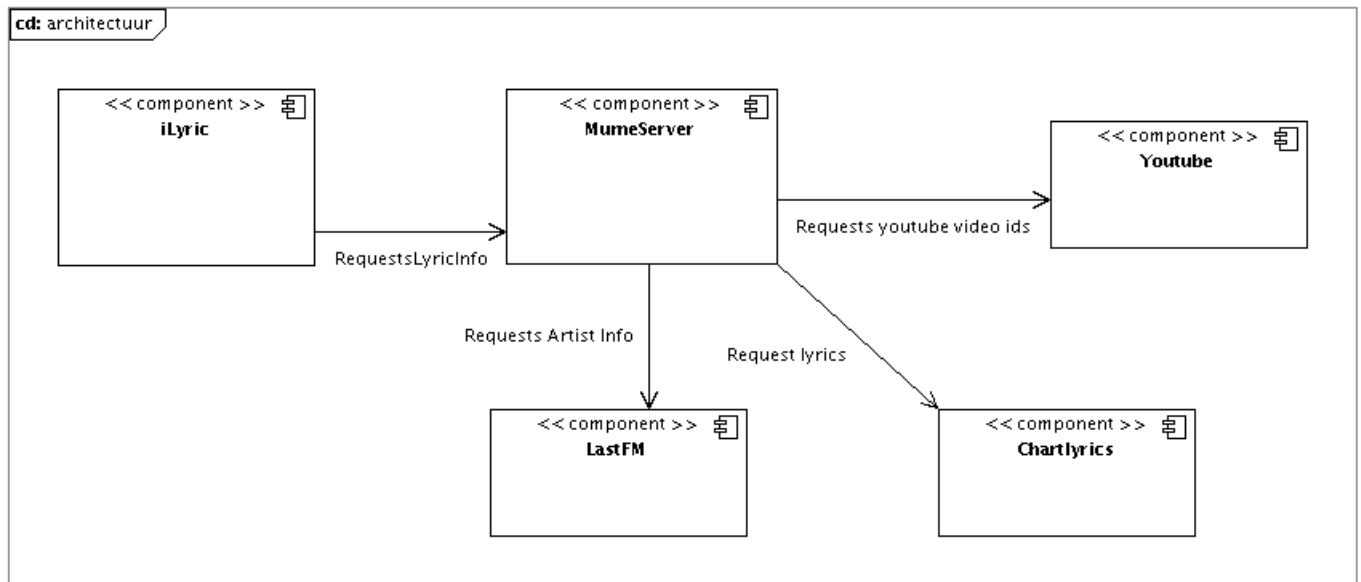 cd: architectuur
<< component >>
iLyric
<< component >>
MumeServer
<< component >>
Youtube
Requests youtube video ids
RequestsLyricInfo
Requests Artist Info
Request lyrics
<< component >>
LastFM
<< component >>
Chartlyrics